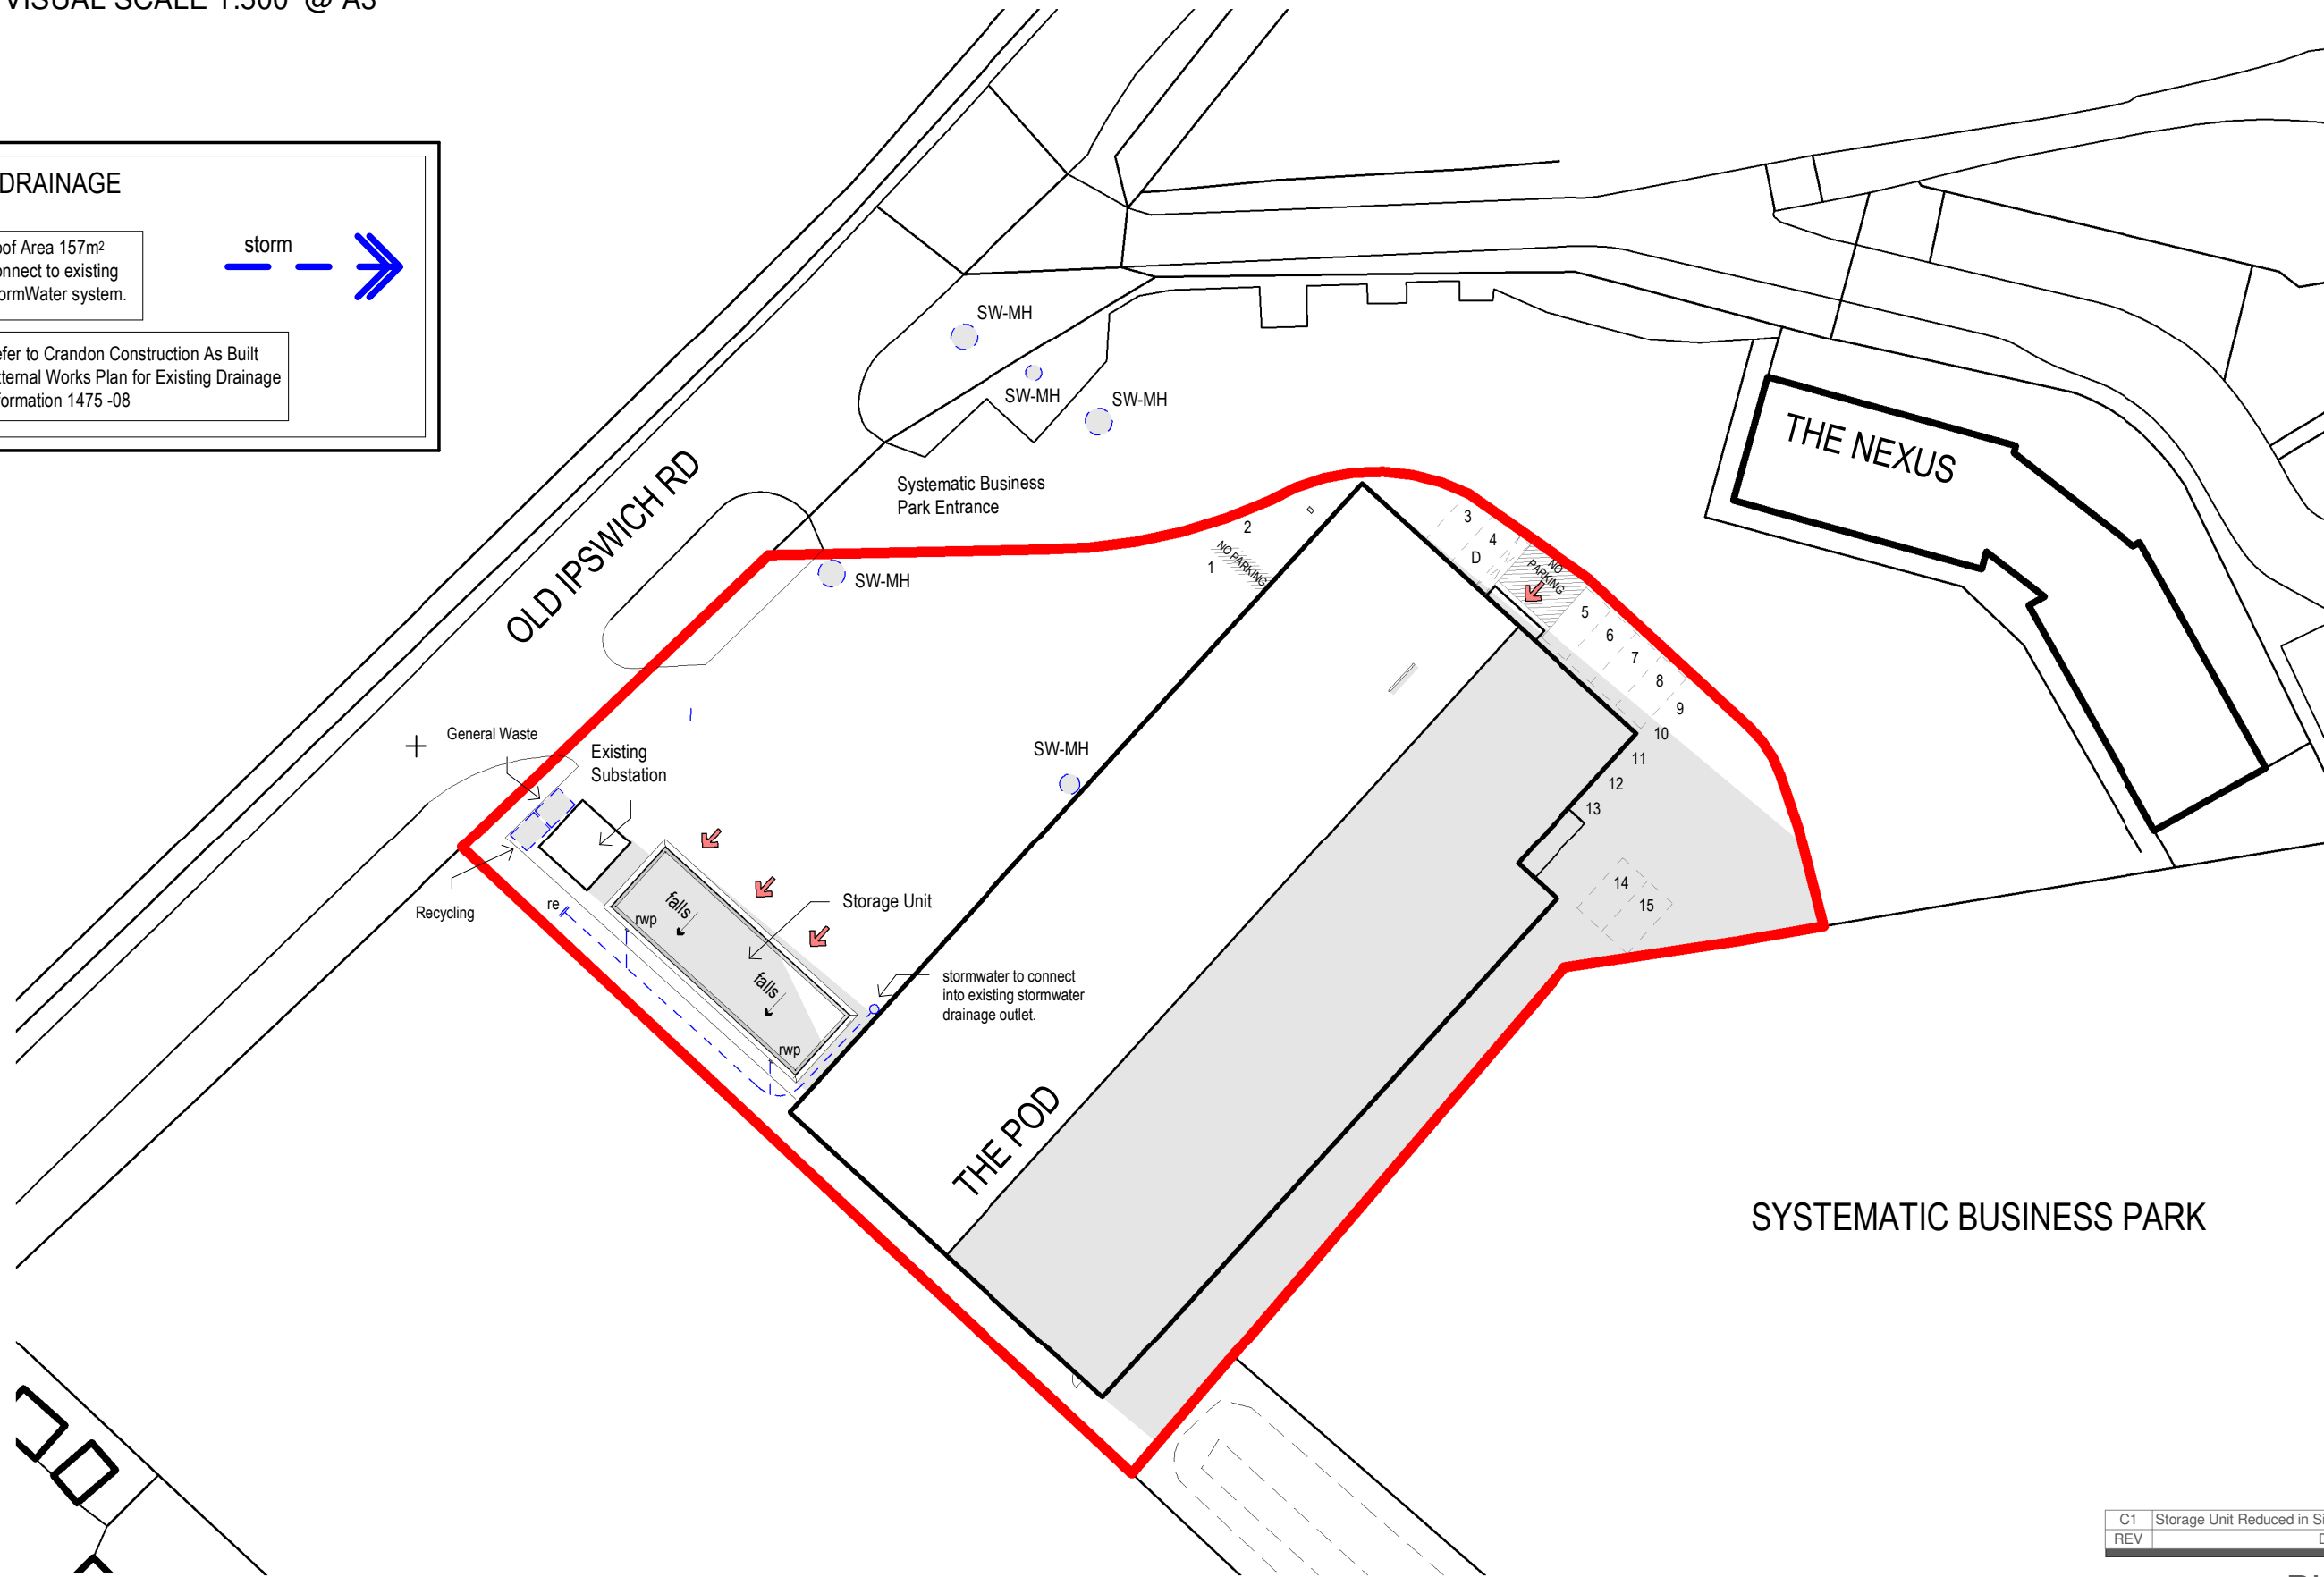 VISUAL SCALE 1:500 @ A3
DRAINAGE
oof Area 157m²
onnect to existing
ormWater system.
storm
efer to Crandon Construction As Built
ternal Works Plan for Existing Drainage
formation 1475 -08
SW-MH
SW-MH
SW-MH
THE NEXUS
OLD IPSWICH RD
Systematic Business
Park Entrance
SW-MH
2
NO PARKING
1
3
4
D
NO
PARKING
5
6
7
8
9
10
11
12
13
14
15
General Waste
Existing
Substation
SW-MH
Recycling
re
rwp
falls
Storage Unit
falls
rwp
stormwater to connect
into existing stormwater
drainage outlet.
THE POD
SYSTEMATIC BUSINESS PARK
C1 Storage Unit Reduced in Si
REV D